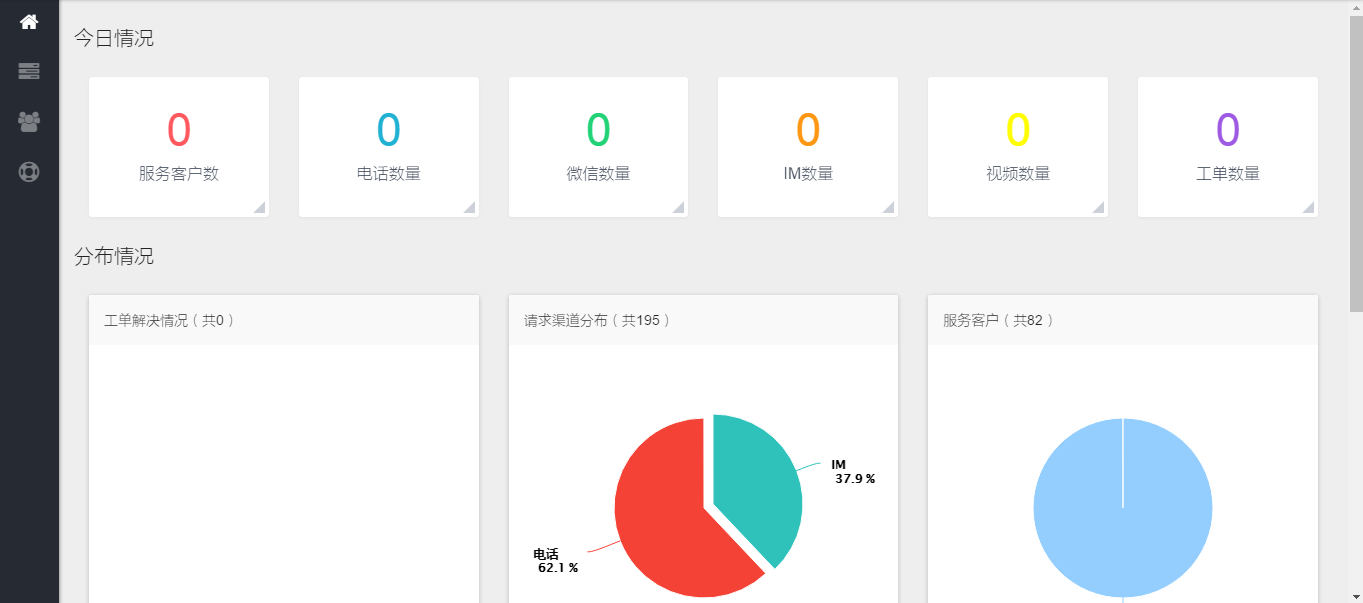 今日情况
0
服务客户数
0
电话数量
0
微信数量
0
IM数量
0
视频数量
0
工单数量
分布情况
工单解决情况（共0）
请求渠道分布（共195）
服务客户（共82）
IM
37.9 %
电话
62.1 %